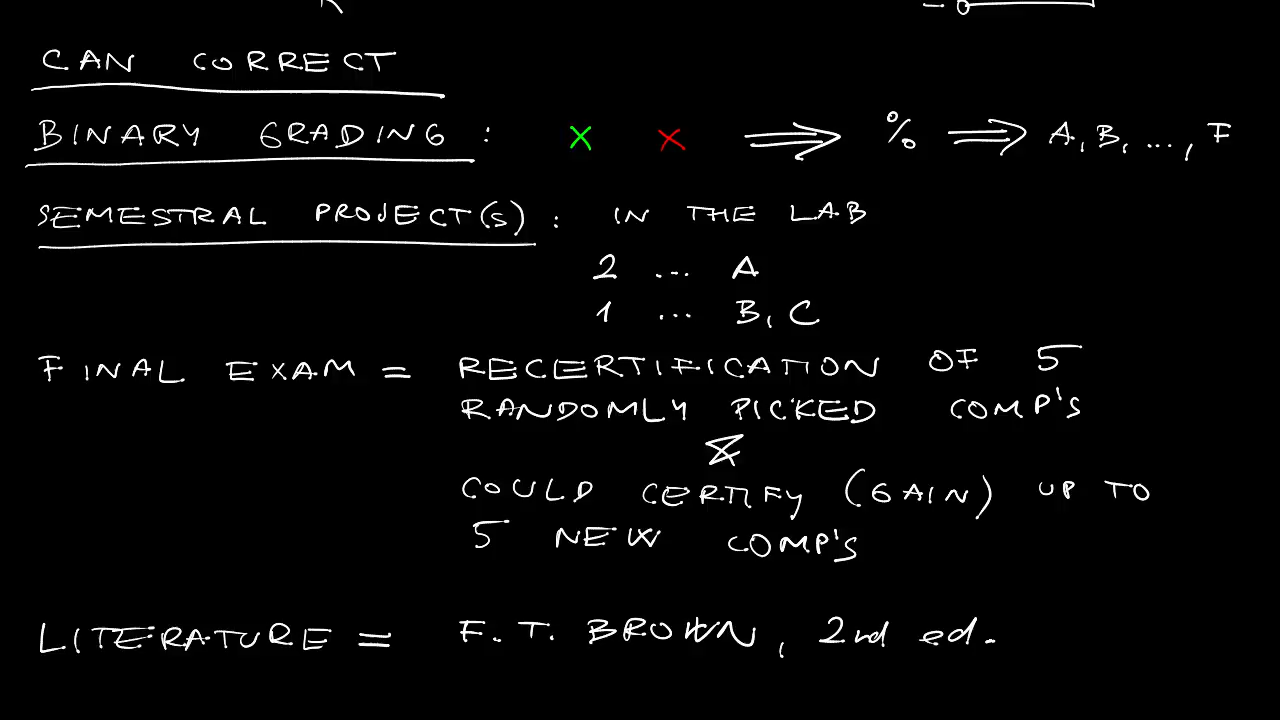 CAN CORRECT
BINARY GRADING : X X ⇒ % ⇒ A, B, ..., F
SEMESTRAL PROJECT(S) : IN THE LAB
2 ... A
1 ... B, C
FINAL EXAM = RECERTIFICATION OF 5
RANDOMLY PICKED COMP'S
&
COULD CERTIFY (GAIN) UP TO
5 NEW COMP'S
LITERATURE = F. T. BROWN, 2nd ed.